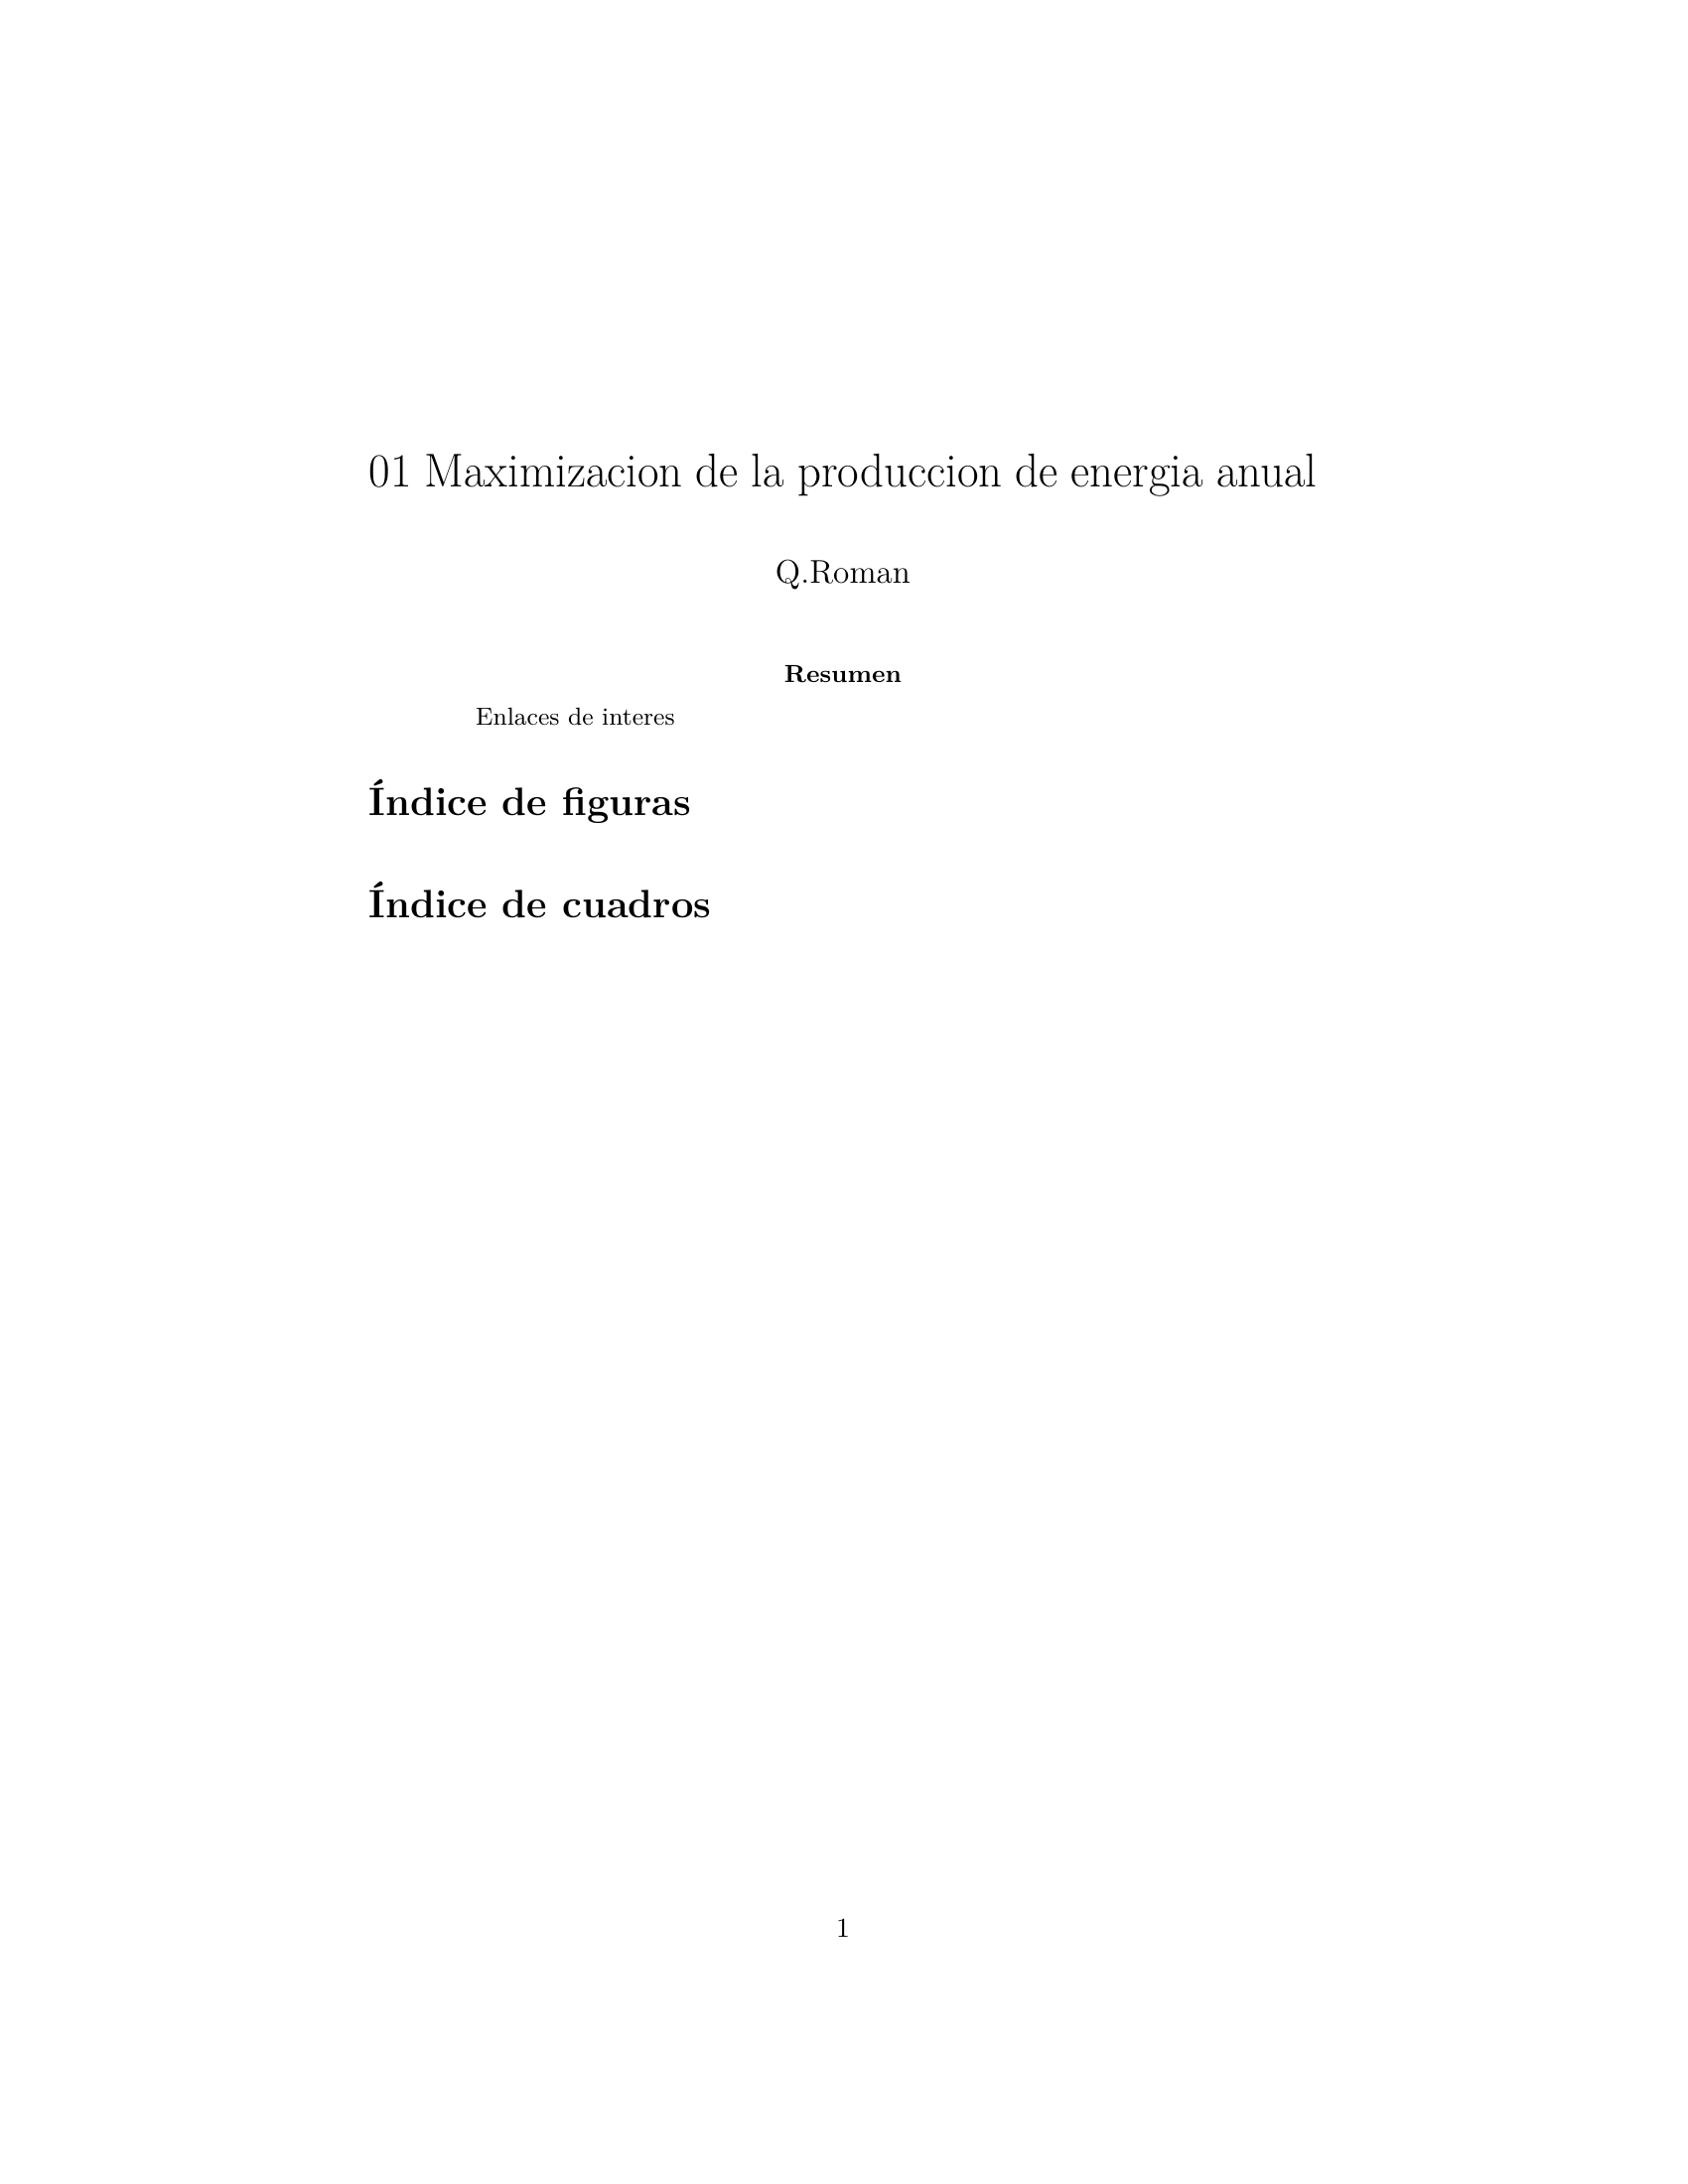 01 Maximizacion de la produccion de energia anual
Q.Roman
Resumen
Enlaces de interes
Índice de figuras
Índice de cuadros
1